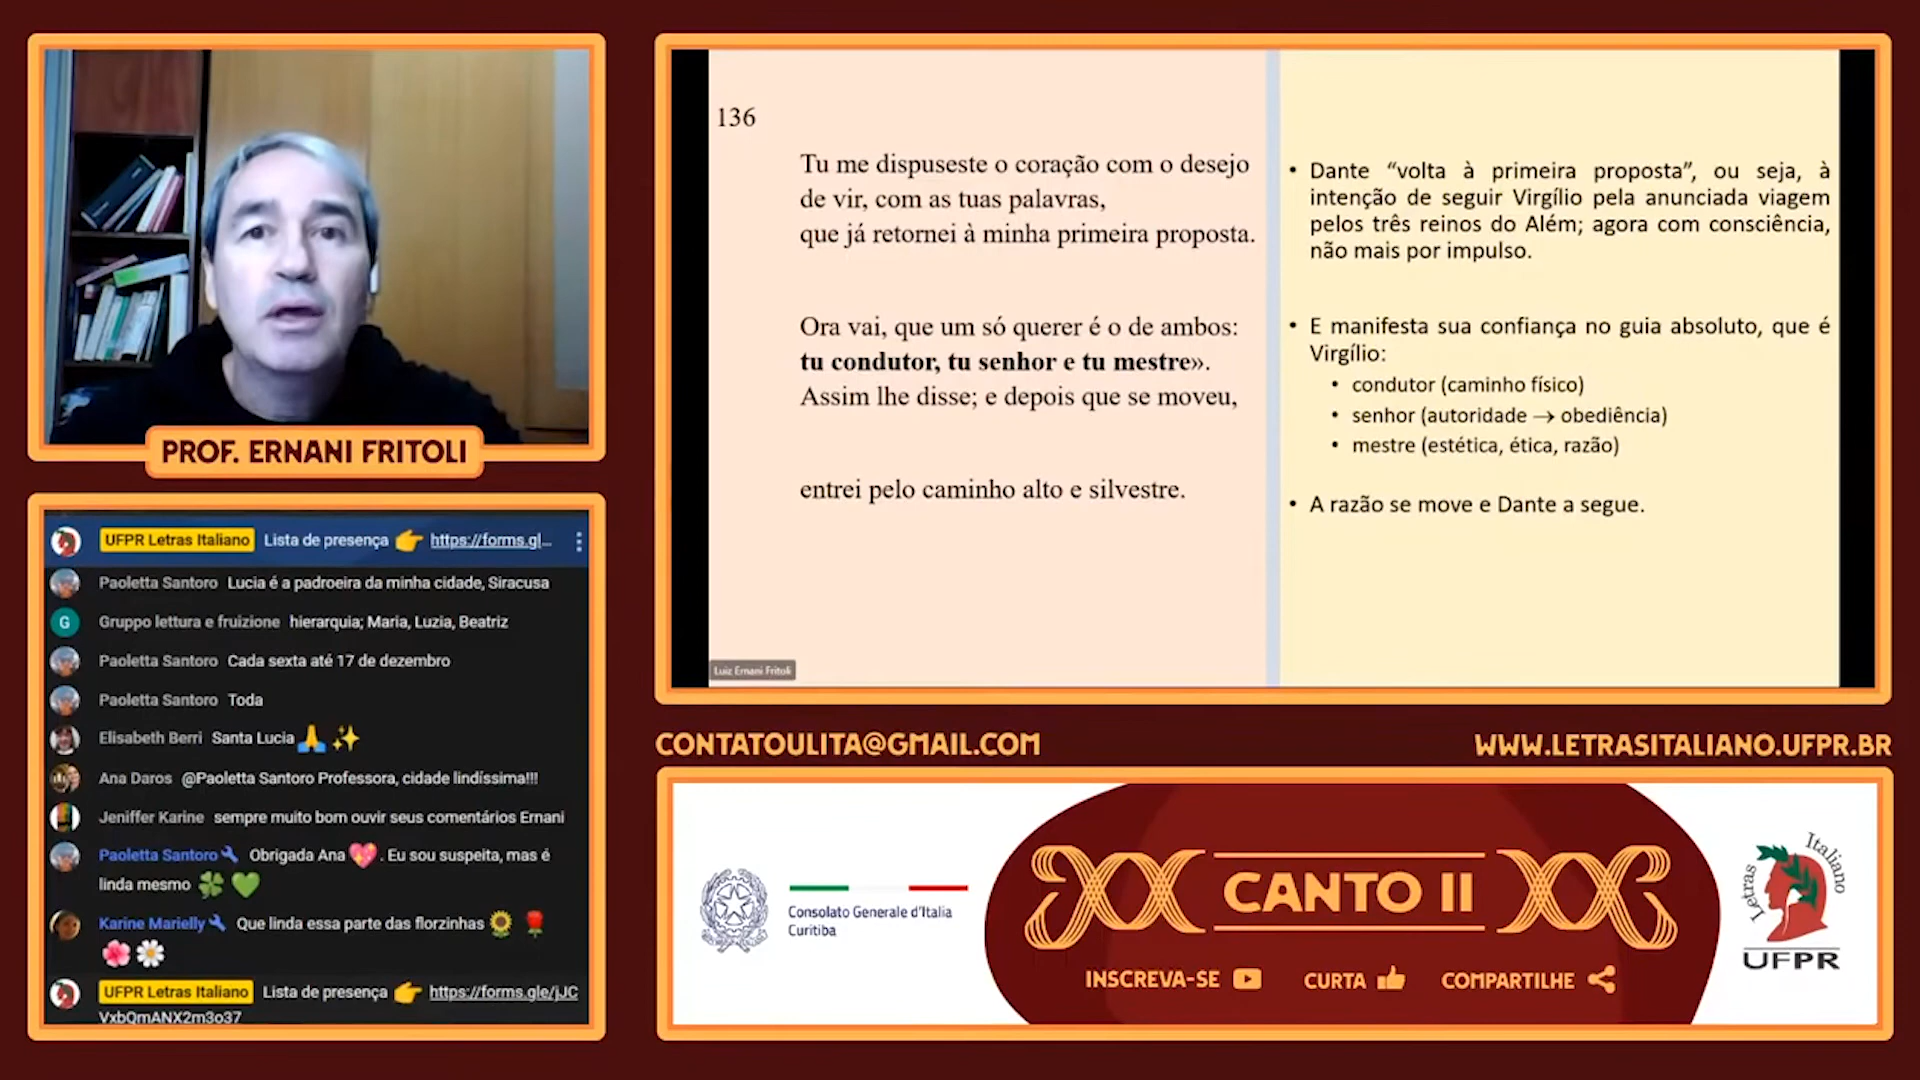 PROF. ERNANI FRITOLI
UFPR Letras Italiano Lista de presença 👉 https://forms.gl...
Paoletta Santoro Lucia é a padroeira da minha cidade, Siracusa
G Gruppo lettura e fruizione hierarquia; Maria, Luzia, Beatriz
Paoletta Santoro Cada sexta até 17 de dezembro
Paoletta Santoro Toda
Elisabeth Berri Santa Lucia 🙏 ✨
Ana Daros @Paoletta Santoro Professora, cidade lindíssima!!!
Jeniffer Karine sempre muito bom ouvir seus comentários Ernani
Paoletta Santoro Obrigada Ana 💖. Eu sou suspeita, mas é
linda mesmo 🍀 💚
Karine Marielly Que linda essa parte das florzinhas 🌻 🌹
🌺 🌼
UFPR Letras Italiano Lista de presença 👉 https://forms.gle/jJC
VxbQmANX2m3o37
136
Tu me dispuseste o coração com o desejo
de vir, com as tuas palavras,
que já retornei à minha primeira proposta.
Ora vai, que um só querer é o de ambos:
tu condutor, tu senhor e tu mestre».
Assim lhe disse; e depois que se moveu,
entrei pelo caminho alto e silvestre.
Luiz Ernani Fritoli
• Dante “volta à primeira proposta”, ou seja, à
intenção de seguir Virgílio pela anunciada viagem
pelos três reinos do Além; agora com consciência,
não mais por impulso.
• E manifesta sua confiança no guia absoluto, que é
Virgílio:
• condutor (caminho físico)
• senhor (autoridade → obediência)
• mestre (estética, ética, razão)
• A razão se move e Dante a segue.
CONTATOULITA@GMAIL.COM
WWW.LETRASITALIANO.UFPR.BR
Consolato Generale d'Italia
Curitiba
CANTO II
INSCREVA-SE CURTA COMPARTILHE
Letras Italiano
UFPR